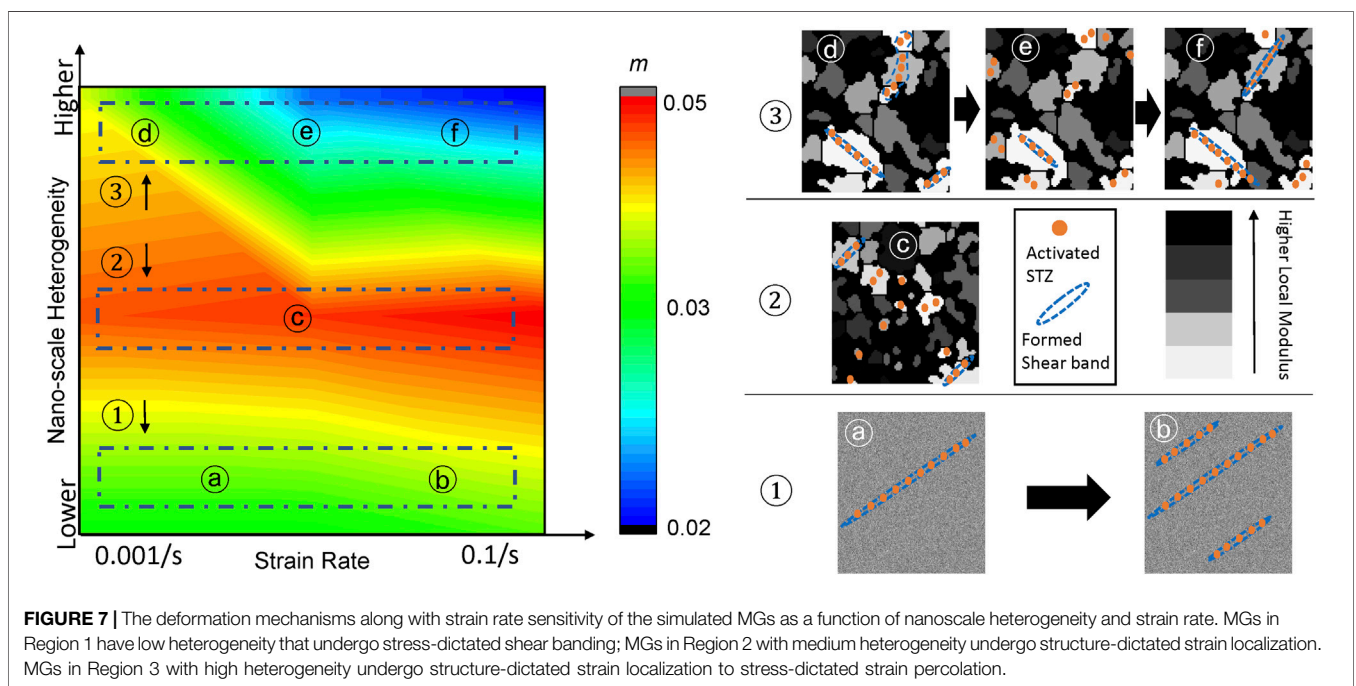 Higher
Nano-scale Heterogeneity
Lower
d
e
f
3
2
c
1
a
b
0.001/s
Strain Rate
0.1/s
m
0.05
0.03
0.02
3
d
e
f
2
c
Activated
STZ
Formed
Shear band
Higher Local Modulus
1
a
b
FIGURE 7 | The deformation mechanisms along with strain rate sensitivity of the simulated MGs as a function of nanoscale heterogeneity and strain rate. MGs in
Region 1 have low heterogeneity that undergo stress-dictated shear banding; MGs in Region 2 with medium heterogeneity undergo structure-dictated strain localization.
MGs in Region 3 with high heterogeneity undergo structure-dictated strain localization to stress-dictated strain percolation.